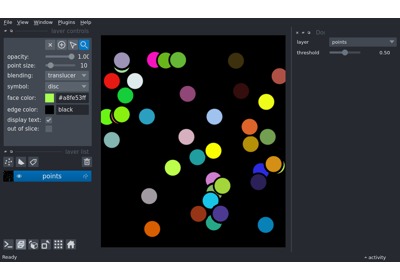 File View Window Plugins Help
layer controls
opacity: 1.00
point size: 10
blending: translucer
symbol: disc
face color: #a8fe53ff
edge color: black
display text:
out of slice:
layer list
points
layer points
threshold 0.50
Ready
activity